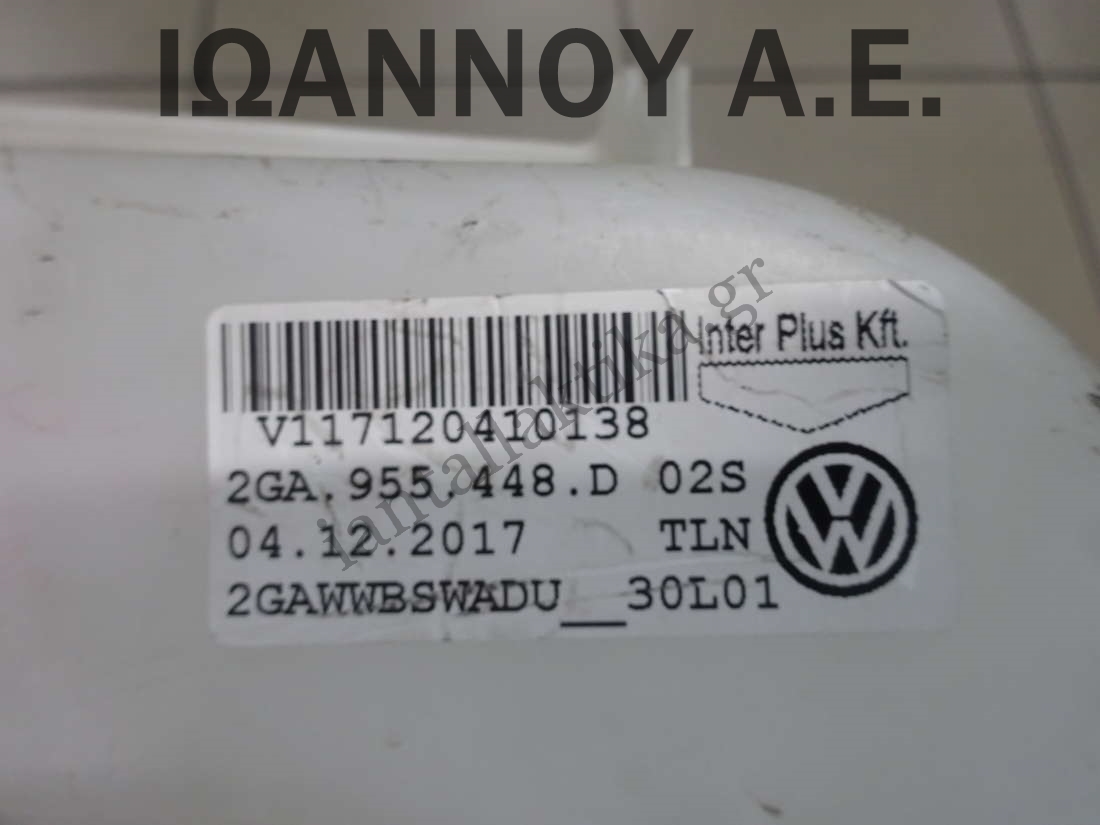 ΙΩΑΝΝΟΥ Α.Ε.
Inter Plus Kft.
V117120410138
2GA.955.448.D 02S
04.12.2017 TLN
2GAWWBSWADU__30L01
iantallaktika.gr